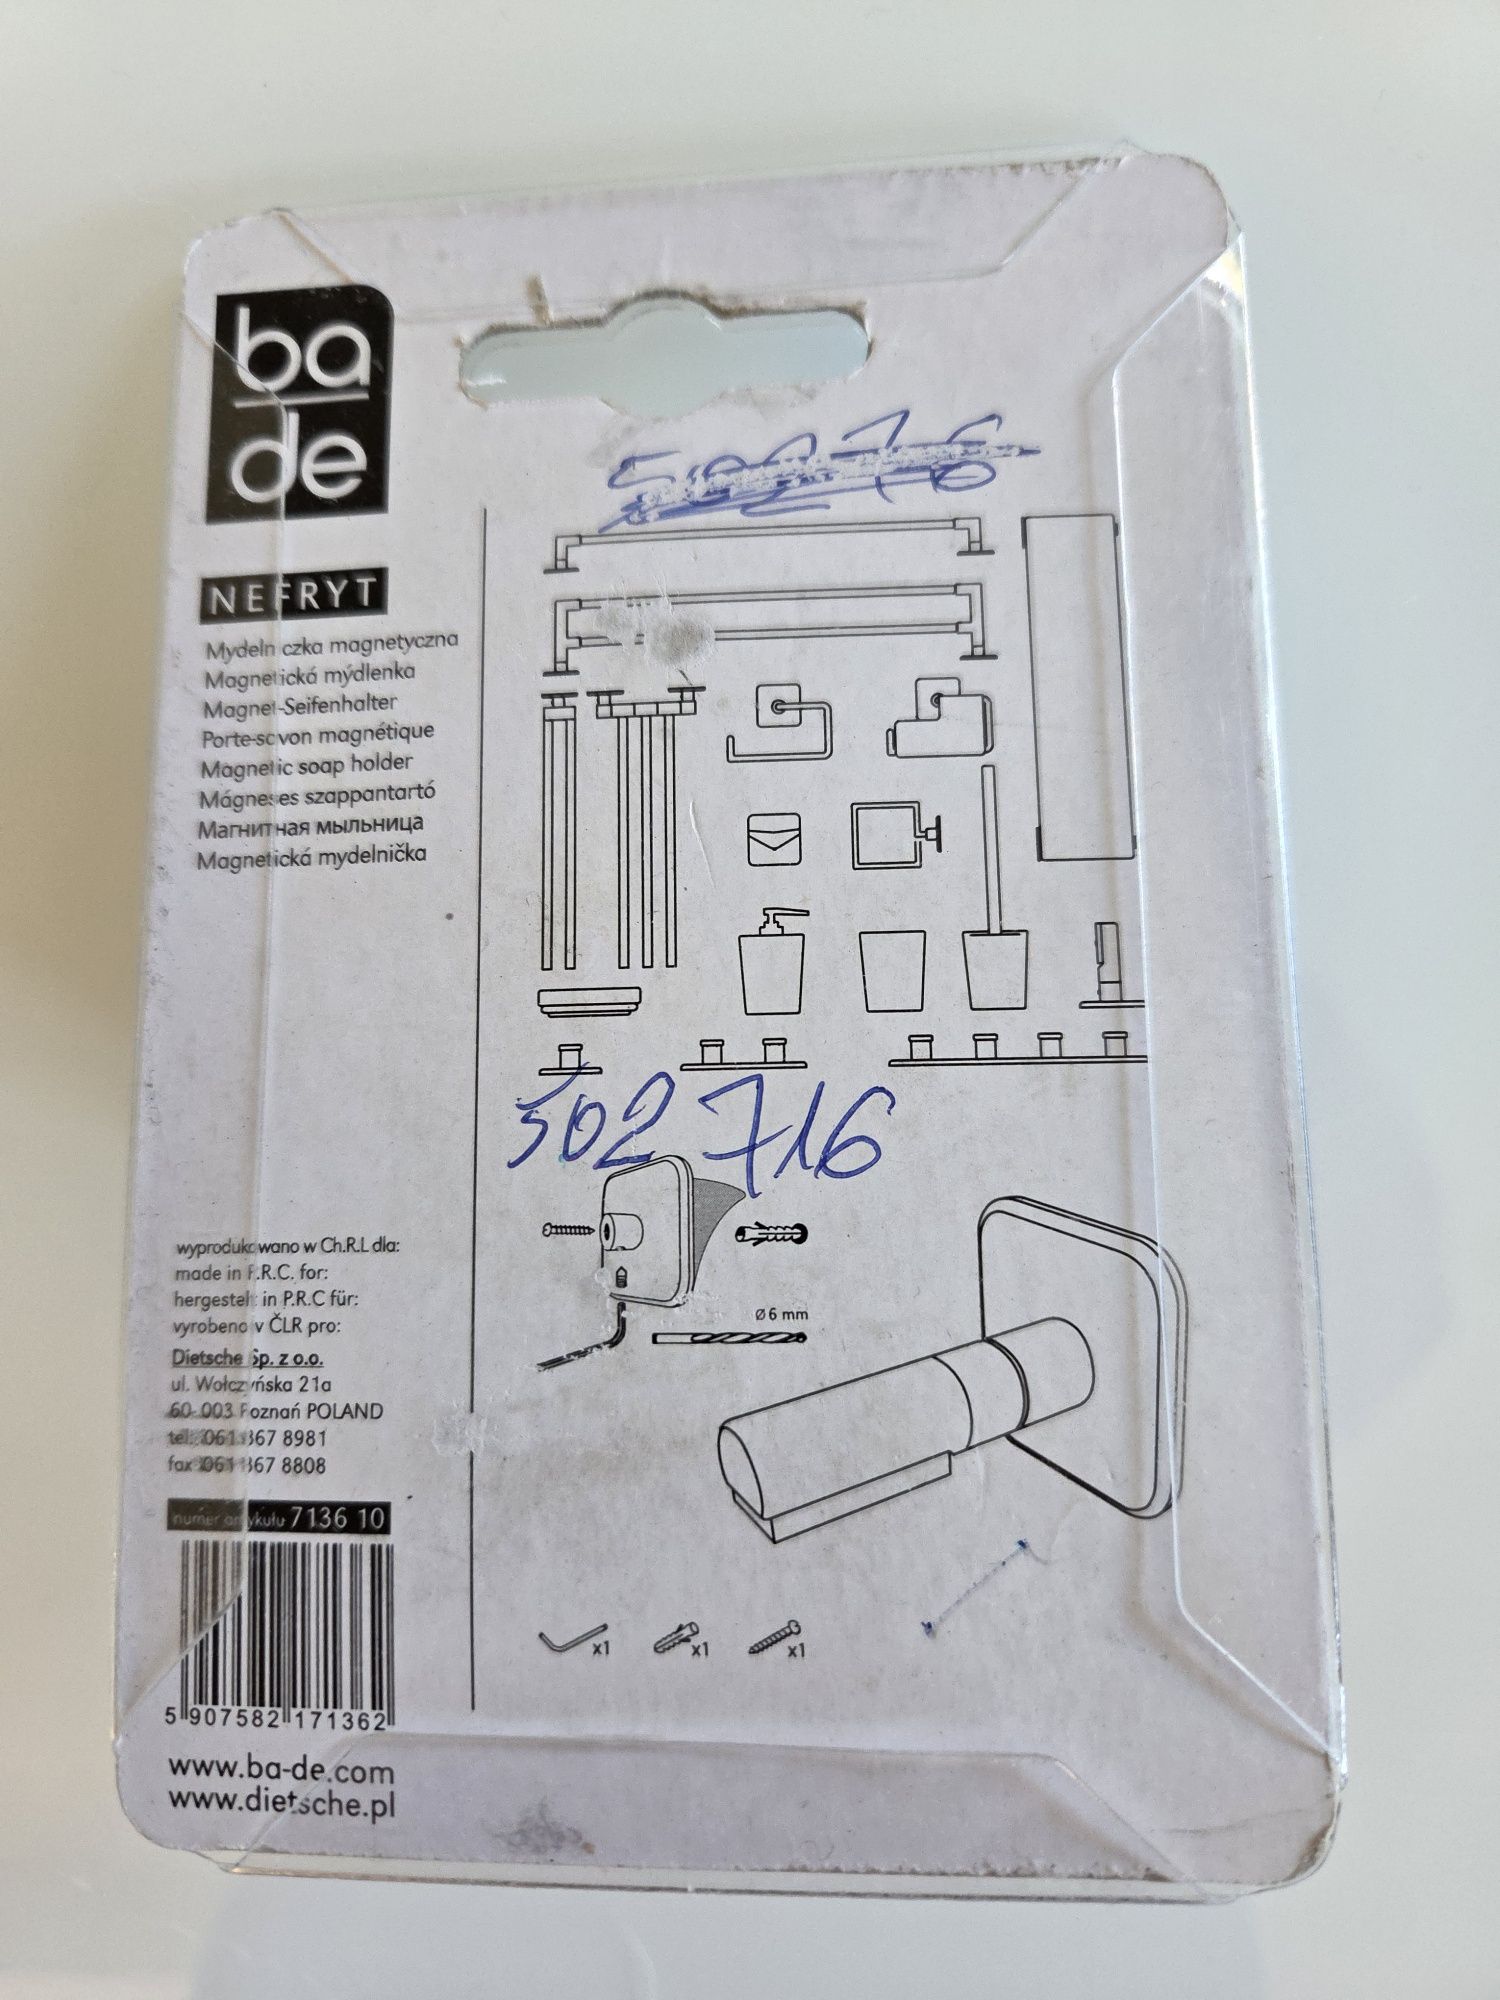 ba
de
NEFRYT
Mydelniczka magnetyczna
Magnetická mýdlenka
Magnet-Seifenhalter
Porte-savon magnétique
Magnetic soap holder
Mágneses szappantartó
Магнитная мыльница
Magnetická mydelnička
wyprodukowano w Ch.R.L dla:
made in P.R.C. for:
hergestelt in P.R.C für:
vyrobeno v ČLR pro:
Dietsche Sp. z o.o.
ul. Wołczyńska 21a
60-003 Poznań POLAND
tel.: 061 867 8981
fax 061 867 8808
numer artykułu 7136 10
5 907582 171362
www.ba-de.com
www.dietsche.pl
502716
Ø 6 mm
x1 x1 x1